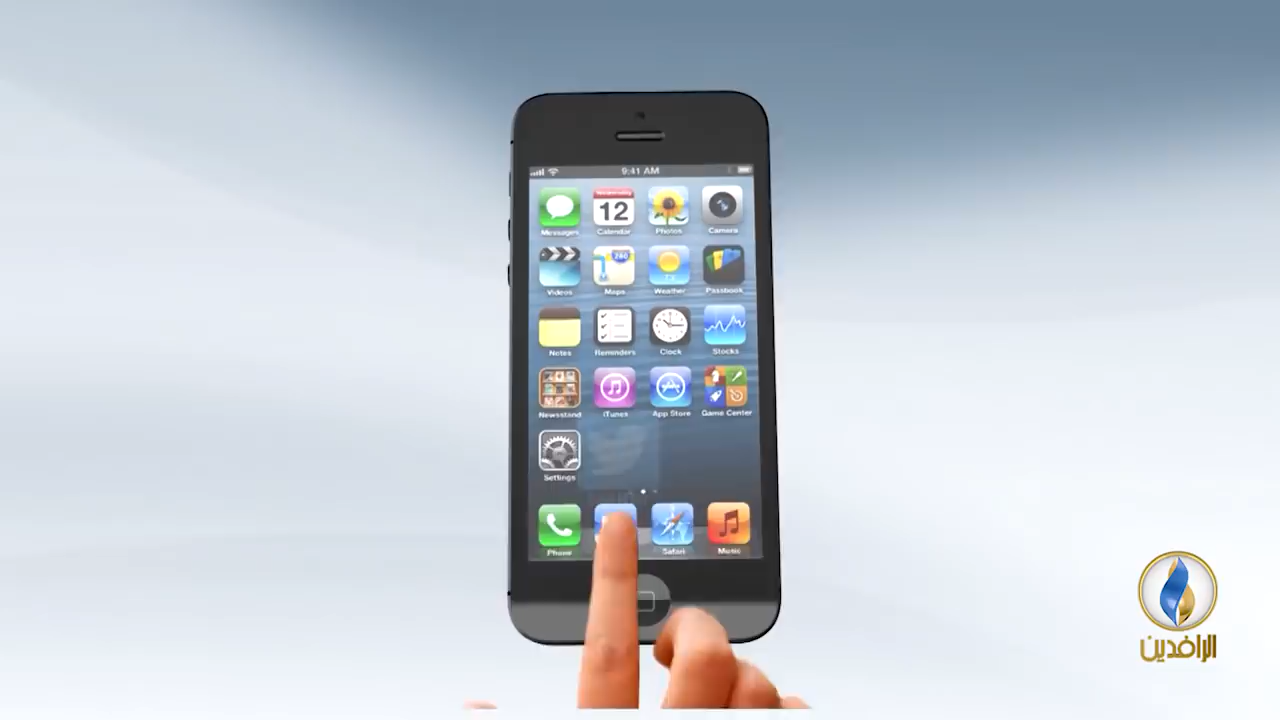 9:41 AM
Messages Calendar Photos Camera
12
Videos Maps Weather Passbook
280
Notes Reminders Clock Stocks
Newsstand iTunes App Store Game Center
Settings
Phone Safari Music
الرافدين